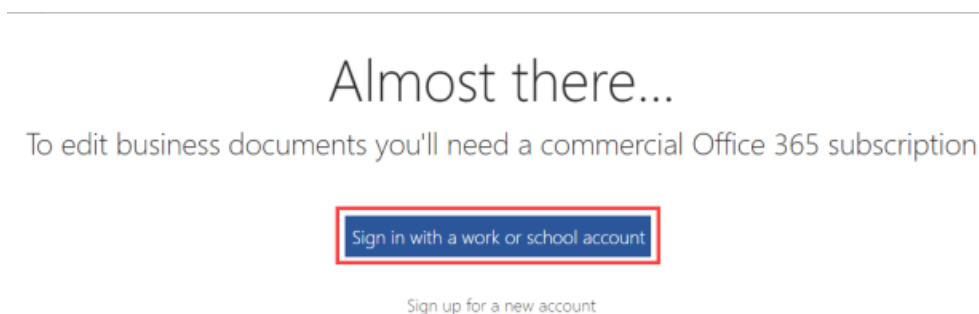 Almost there...
To edit business documents you'll need a commercial Office 365 subscription
Sign in with a work or school account
Sign up for a new account